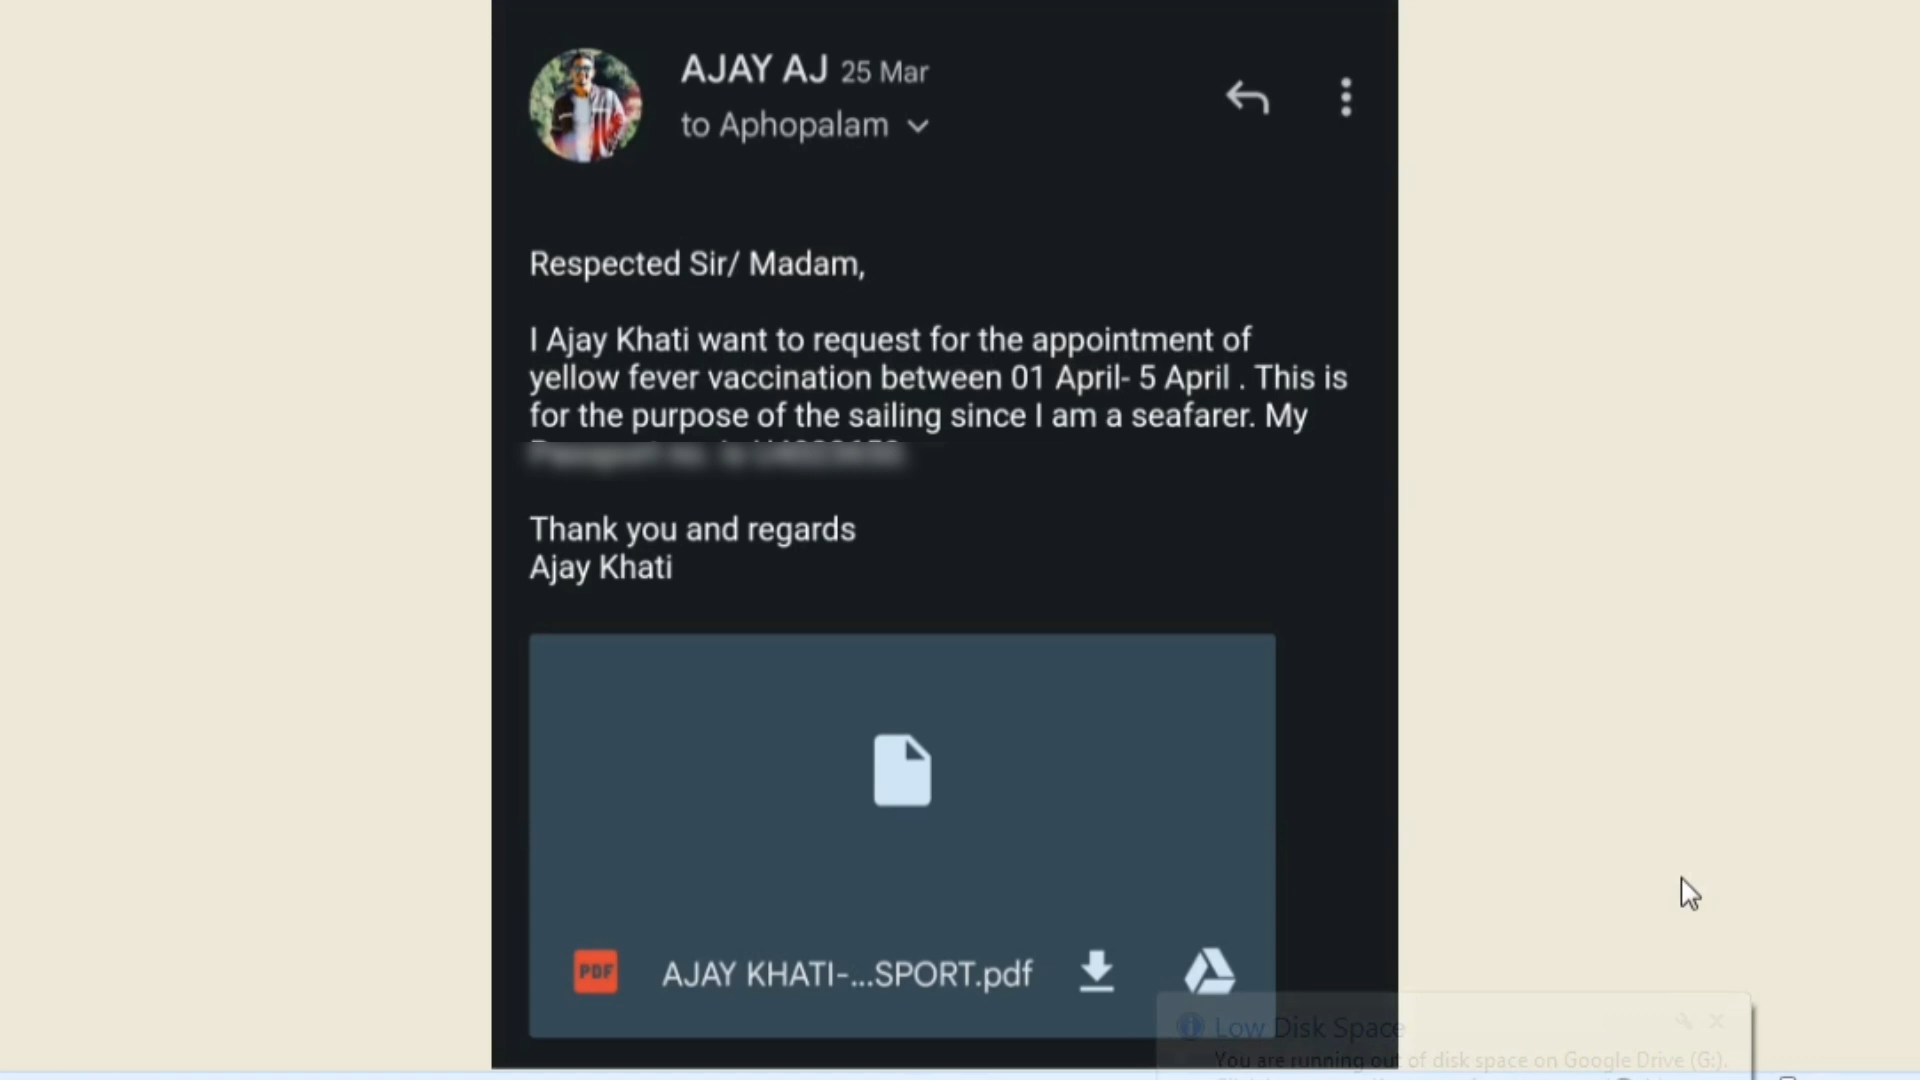 AJAY AJ 25 Mar
to Aphopalam
Respected Sir/ Madam,
I Ajay Khati want to request for the appointment of
yellow fever vaccination between 01 April- 5 April . This is
for the purpose of the sailing since I am a seafarer. My
Thank you and regards
Ajay Khati
PDF AJAY KHATI-...SPORT.pdf
Low Disk Space
You are running out of disk space on Google Drive (G:).